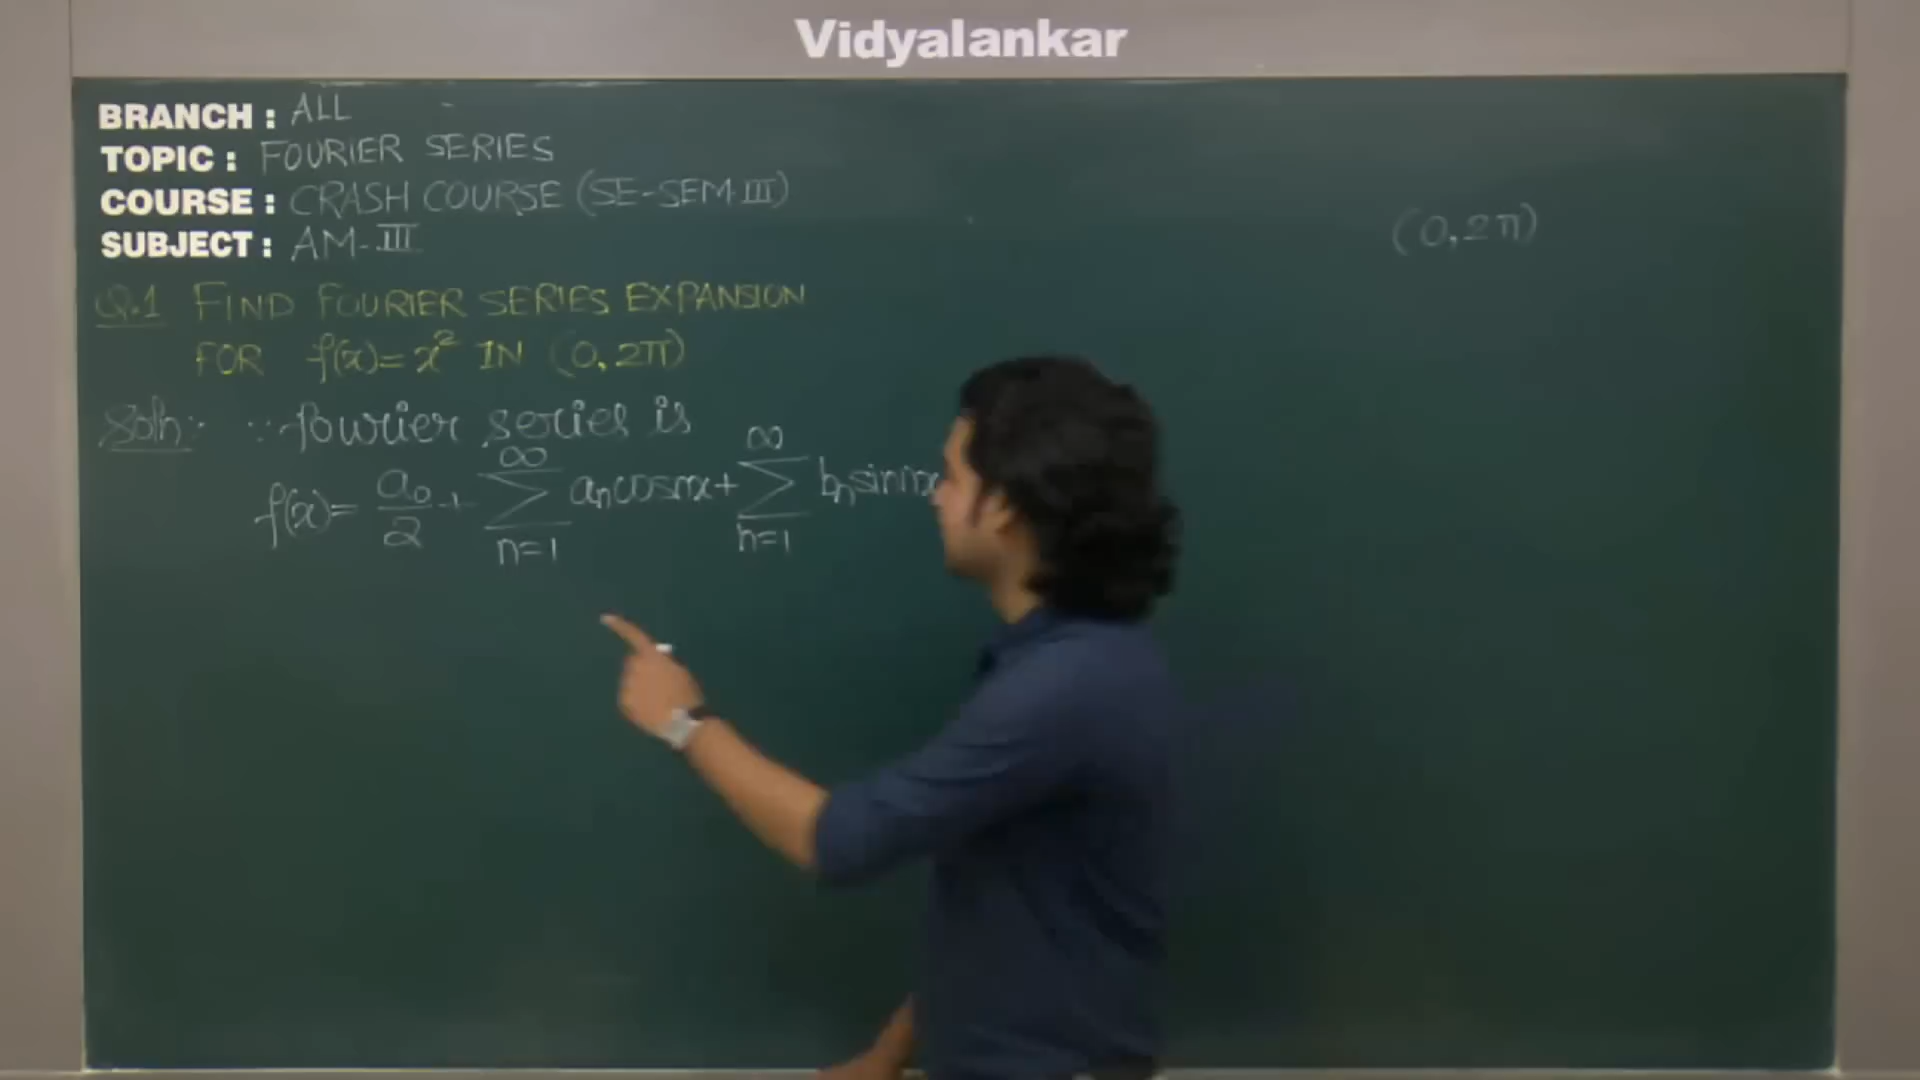 Vidyalankar
BRANCH : ALL
TOPIC : FOURIER SERIES
COURSE : CRASH COURSE (SE-SEM-III)
SUBJECT : AM-III
(0,2π)
Q.1 FIND FOURIER SERIES EXPANSION
FOR f(x)=x² IN (0, 2π)
Soln: ∵ fourier series is
f(x)= a₀/2 + ∞∑n=1 aₙcosnx + ∞∑n=1 bₙsinnx